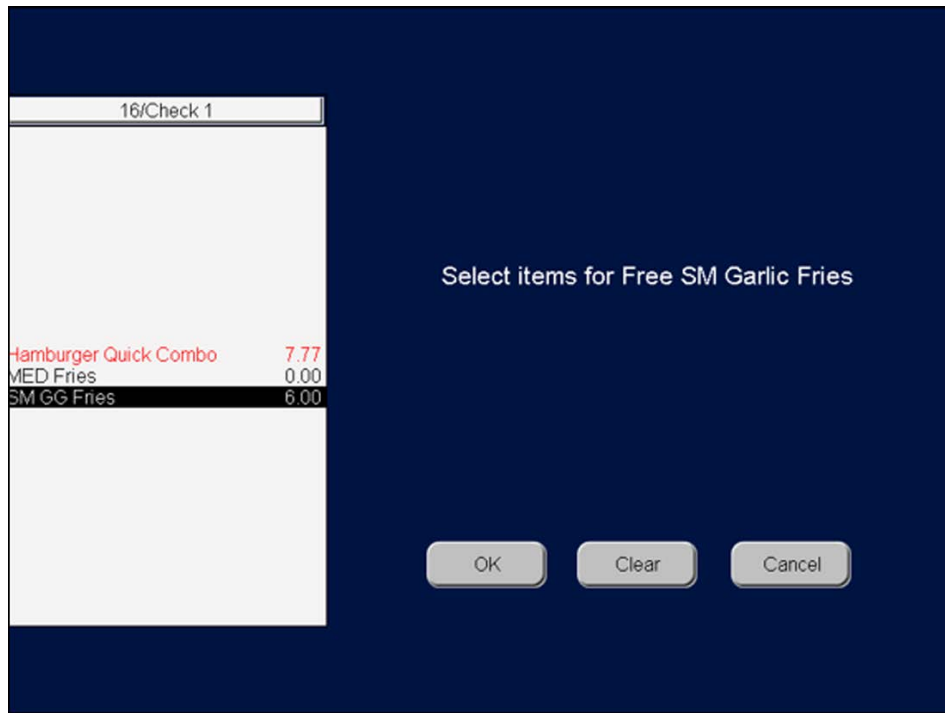 16/Check 1
Select items for Free SM Garlic Fries
Hamburger Quick Combo 7.77
MED Fries 0.00
SM GG Fries 6.00
OK Clear Cancel